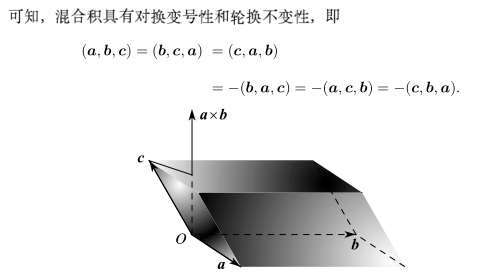 可知，混合积具有对换变号性和轮换不变性，即
(a, b, c) = (b, c, a) = (c, a, b)
= −(b, a, c) = −(a, c, b) = −(c, b, a).
a×b
c
O
b
a